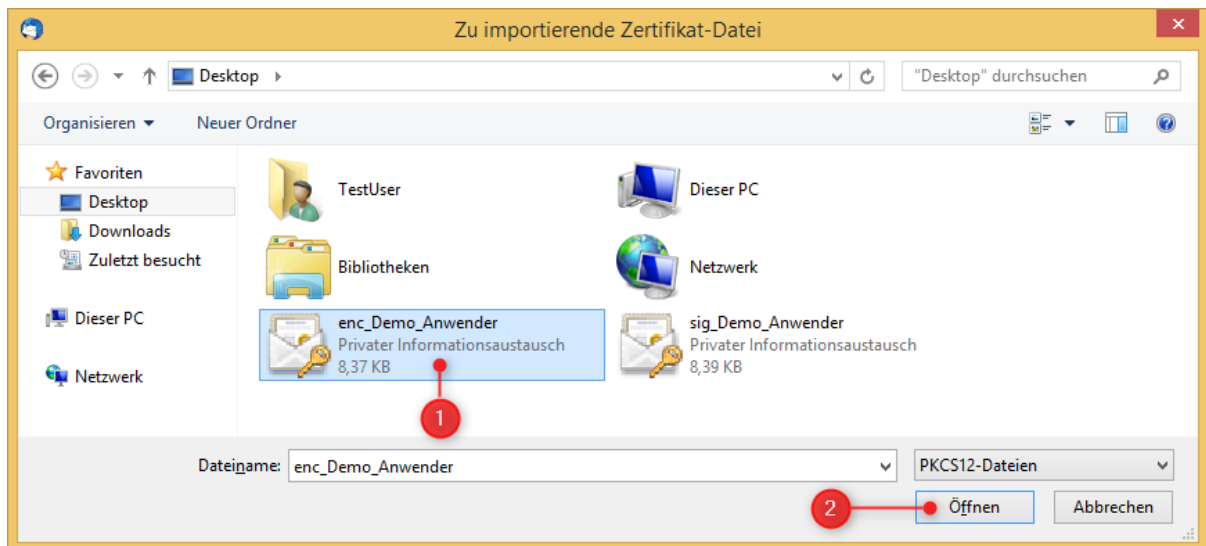 Zu importierende Zertifikat-Datei
Desktop
"Desktop" durchsuchen
Organisieren
Neuer Ordner
Favoriten
Desktop
Downloads
Zuletzt besucht
Dieser PC
Netzwerk
TestUser
Dieser PC
Bibliotheken
Netzwerk
enc_Demo_Anwender
Privater Informationsaustausch
8,37 KB
sig_Demo_Anwender
Privater Informationsaustausch
8,39 KB
1
Dateiname:
enc_Demo_Anwender
PKCS12-Dateien
2
Öffnen
Abbrechen